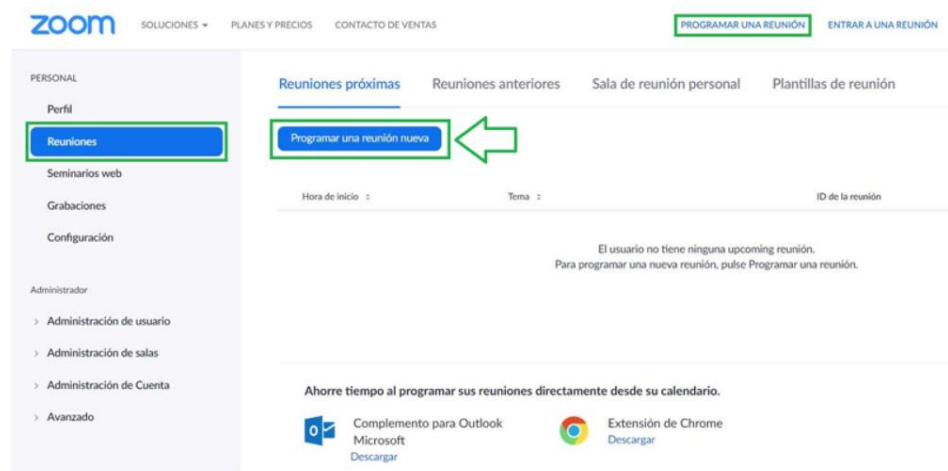 zoom SOLUCIONES PLANES Y PRECIOS CONTACTO DE VENTAS PROGRAMAR UNA REUNIÓN ENTRAR A UNA REUNIÓN
PERSONAL
Perfil
Reuniones
Seminarios web
Grabaciones
Configuración
Administrador
Administración de usuario
Administración de salas
Administración de Cuenta
Avanzado
Reuniones próximas Reuniones anteriores Sala de reunión personal Plantillas de reunión
Programar una reunión nueva
Hora de inicio Tema ID de la reunión
El usuario no tiene ninguna upcoming reunión.
Para programar una nueva reunión, pulse Programar una reunión.
Ahorre tiempo al programar sus reuniones directamente desde su calendario.
Complemento para Outlook
Microsoft
Descargar
Extensión de Chrome
Descargar